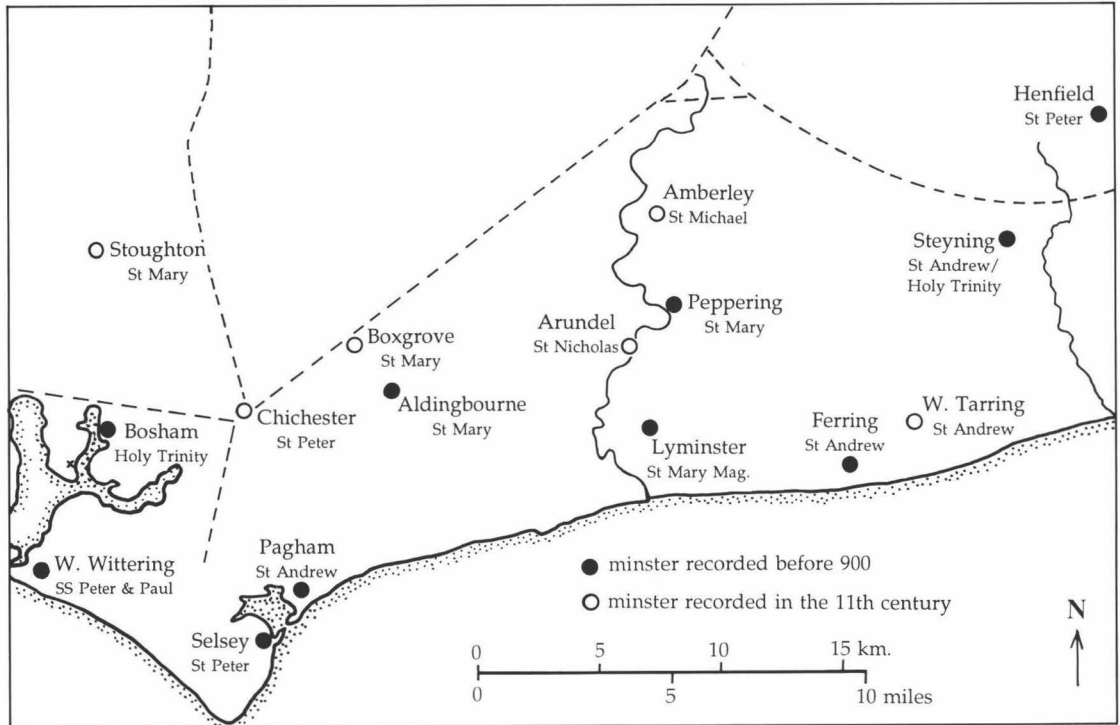 Henfield
St Peter
Amberley
St Michael
Stoughton
St Mary
Steyning
St Andrew/
Holy Trinity
Peppering
St Mary
Arundel
St Nicholas
Boxgrove
St Mary
Aldingbourne
St Mary
Chichester
St Peter
Bosham
Holy Trinity
Lyminster
St Mary Mag.
Ferring
St Andrew
W. Tarring
St Andrew
W. Wittering
SS Peter & Paul
Pagham
St Andrew
Selsey
St Peter
minster recorded before 900
minster recorded in the 11th century
N
0 5 10 15 km.
0 5 10 miles